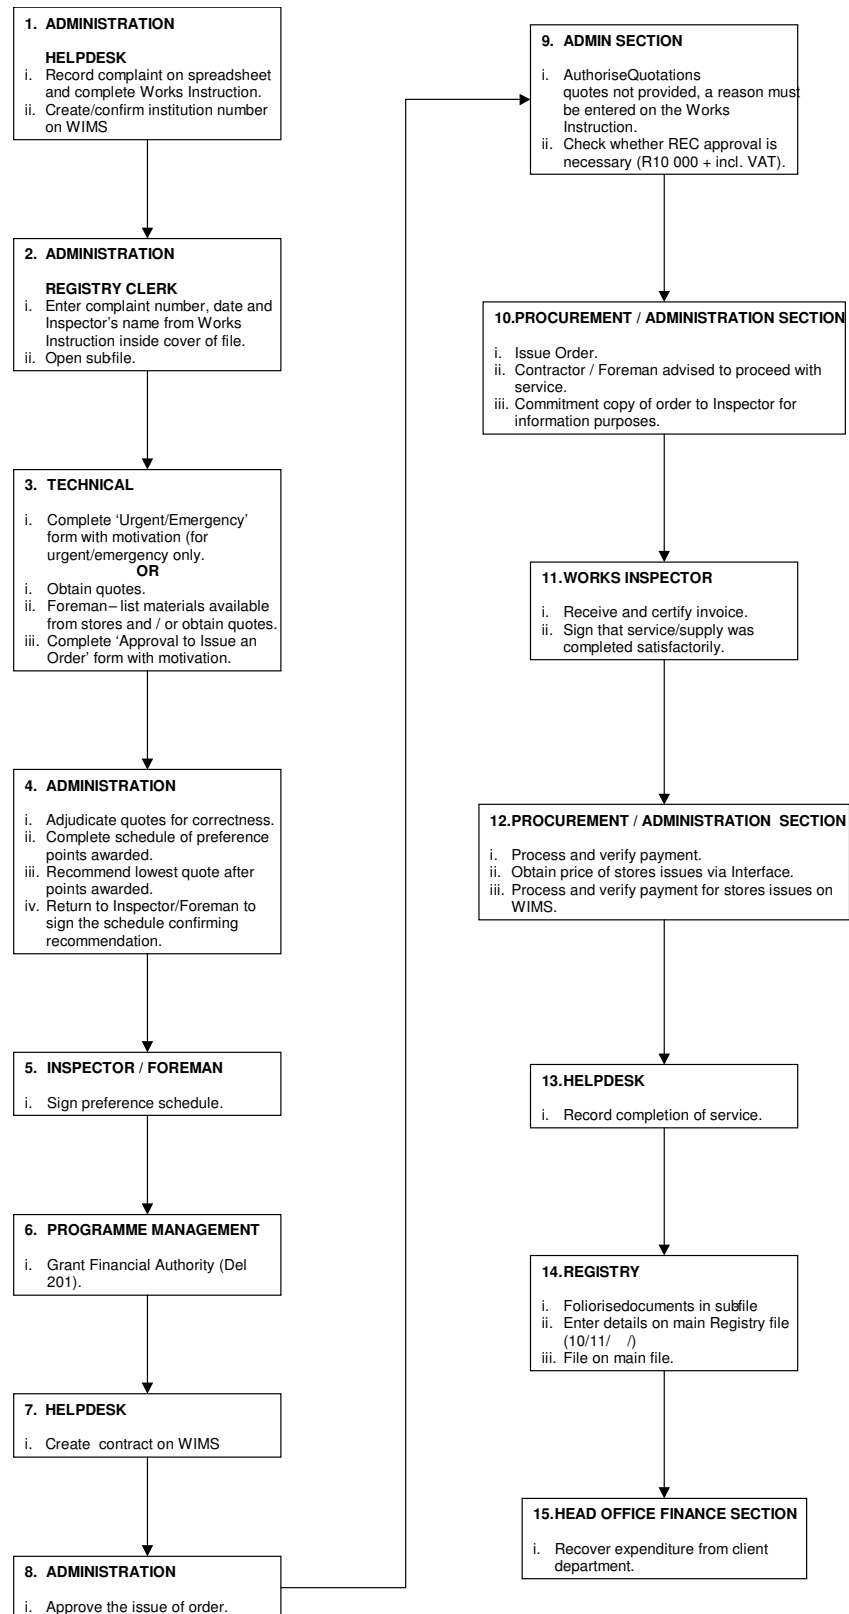 1. ADMINISTRATION
HELPDESK
i. Record complaint on spreadsheet
and complete Works Instruction.
ii. Create/confirm institution number
on WIMS
2. ADMINISTRATION
REGISTRY CLERK
i. Enter complaint number, date and
Inspector's name from Works
Instruction inside cover of file.
ii. Open sub-file.
3. TECHNICAL
i. Complete 'Urgent/Emergency'
form with motivation (for
urgent/emergency only.
OR
i. Obtain quotes.
ii. Foreman – list materials available
from stores and / or obtain quotes.
iii. Complete 'Approval to Issue an
Order' form with motivation.
4. ADMINISTRATION
i. Adjudicate quotes for correctness.
ii. Complete schedule of preference
points awarded.
iii. Recommend lowest quote after
points awarded.
iv. Return to Inspector/Foreman to
sign the schedule confirming
recommendation.
5. INSPECTOR / FOREMAN
i. Sign preference schedule.
6. PROGRAMME MANAGEMENT
i. Grant Financial Authority (Del
201).
7. HELPDESK
i. Create contract on WIMS
8. ADMINISTRATION
i. Approve the issue of order.
9. ADMIN SECTION
i. AuthoriseQuotations
quotes not provided, a reason must
be entered on the Works
Instruction.
ii. Check whether REC approval is
necessary (R10 000 + incl. VAT).
10.PROCUREMENT / ADMINISTRATION SECTION
i. Issue Order.
ii. Contractor / Foreman advised to proceed with
service.
iii. Commitment copy of order to Inspector for
information purposes.
11.WORKS INSPECTOR
i. Receive and certify invoice.
ii. Sign that service/supply was
completed satisfactorily.
12.PROCUREMENT / ADMINISTRATION SECTION
i. Process and verify payment.
ii. Obtain price of stores issues via Interface.
iii. Process and verify payment for stores issues on
WIMS.
13.HELPDESK
i. Record completion of service.
14.REGISTRY
i. Foliorisedocuments in sub-file
ii. Enter details on main Registry file
(10/11/ /)
iii. File on main file.
15.HEAD OFFICE FINANCE SECTION
i. Recover expenditure from client
department.